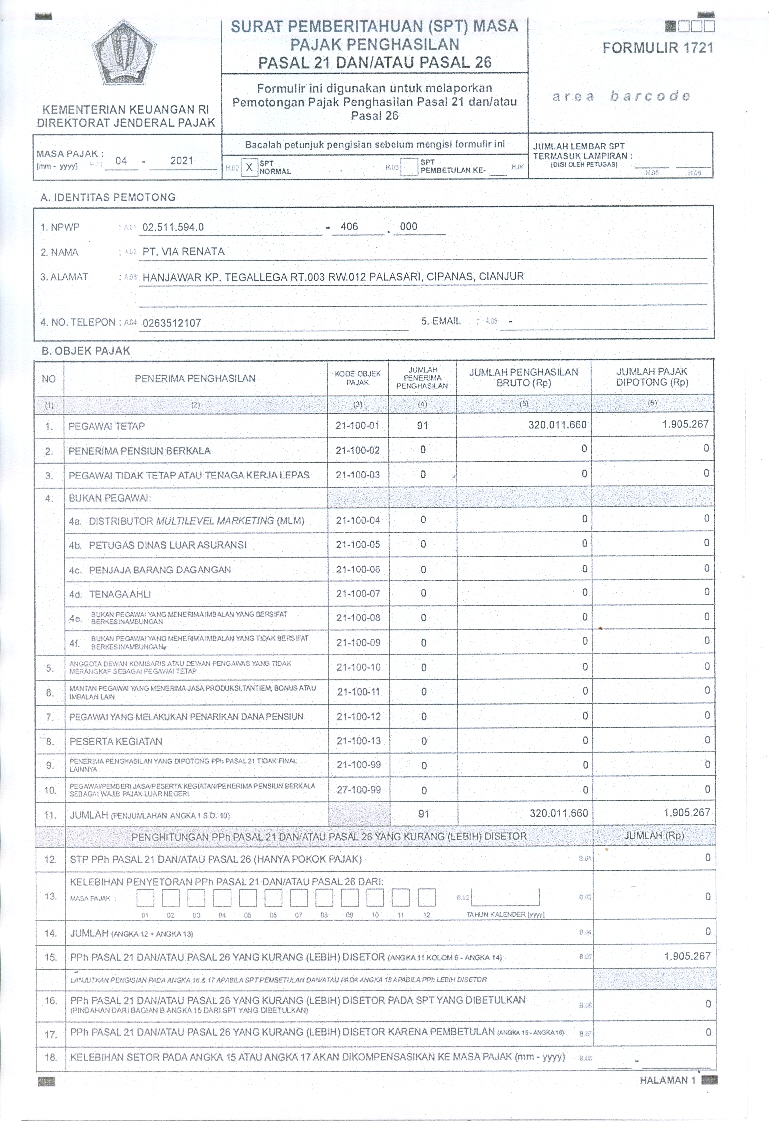 SURAT PEMBERITAHUAN (SPT) MASA
PAJAK PENGHASILAN
PASAL 21 DAN/ATAU PASAL 26
FORMULIR 1721
Formulir ini digunakan untuk melaporkan
Pemotongan Pajak Penghasilan Pasal 21 dan/atau
Pasal 26
area barcode
KEMENTERIAN KEUANGAN RI
DIREKTORAT JENDERAL PAJAK
Bacalah petunjuk pengisian sebelum mengisi formulir ini
MASA PAJAK :
[mm - yyyy] 04 - 2021
H.02 X SPT NORMAL
H.03 SPT PEMBETULAN KE- H.04
JUMLAH LEMBAR SPT
TERMASUK LAMPIRAN :
(DIISI OLEH PETUGAS) H.05 H.06
A. IDENTITAS PEMOTONG
1. NPWP : A.01 02.511.594.0 - 406 . 000
2. NAMA : A.02 PT. VIA RENATA
3. ALAMAT : A.03 HANJAWAR KP. TEGALLEGA RT.003 RW.012 PALASARI, CIPANAS, CIANJUR
4. NO. TELEPON : A.04 0263512107 5. EMAIL : A.05 -
B. OBJEK PAJAK
NO PENERIMA PENGHASILAN KODE OBJEK PAJAK JUMLAH PENERIMA PENGHASILAN JUMLAH PENGHASILAN BRUTO (Rp) JUMLAH PAJAK DIPOTONG (Rp)
(1) (2) (3) (4) (5) (6)
1. PEGAWAI TETAP 21-100-01 91 320.011.660 1.905.267
2. PENERIMA PENSIUN BERKALA 21-100-02 0 0 0
3. PEGAWAI TIDAK TETAP ATAU TENAGA KERJA LEPAS 21-100-03 0 0 0
4. BUKAN PEGAWAI:
4a. DISTRIBUTOR MULTILEVEL MARKETING (MLM) 21-100-04 0 0 0
4b. PETUGAS DINAS LUAR ASURANSI 21-100-05 0 0 0
4c. PENJAJA BARANG DAGANGAN 21-100-06 0 0 0
4d. TENAGA AHLI 21-100-07 0 0 0
4e. BUKAN PEGAWAI YANG MENERIMA IMBALAN YANG BERSIFAT BERKESINAMBUNGAN 21-100-08 0 0 0
4f. BUKAN PEGAWAI YANG MENERIMA IMBALAN YANG TIDAK BERSIFAT BERKESINAMBUNGAN 21-100-09 0 0 0
5. ANGGOTA DEWAN KOMISARIS ATAU DEWAN PENGAWAS YANG TIDAK MERANGKAP SEBAGAI PEGAWAI TETAP 21-100-10 0 0 0
6. MANTAN PEGAWAI YANG MENERIMA JASA PRODUKSI, TANTIEM, BONUS ATAU IMBALAN LAIN 21-100-11 0 0 0
7. PEGAWAI YANG MELAKUKAN PENARIKAN DANA PENSIUN 21-100-12 0 0 0
8. PESERTA KEGIATAN 21-100-13 0 0 0
9. PENERIMA PENGHASILAN YANG DIPOTONG PPh PASAL 21 TIDAK FINAL LAINNYA 21-100-99 0 0 0
10. PEGAWAI/PEMBERI JASA/PESERTA KEGIATAN/PENERIMA PENSIUN BERKALA SEBAGAI WAJIB PAJAK LUAR NEGERI 27-100-99 0 0 0
11. JUMLAH (PENJUMLAHAN ANGKA 1 S.D. 10) 91 320.011.660 1.905.267
PENGHITUNGAN PPh PASAL 21 DAN/ATAU PASAL 26 YANG KURANG (LEBIH) DISETOR JUMLAH (Rp)
12. STP PPh PASAL 21 DAN/ATAU PASAL 26 (HANYA POKOK PAJAK) B.01 0
13. KELEBIHAN PENYETORAN PPh PASAL 21 DAN/ATAU PASAL 26 DARI:
MASA PAJAK : B.02 B.03 0
01 02 03 04 05 06 07 08 09 10 11 12 TAHUN KALENDER [yyyy]
14. JUMLAH (ANGKA 12 + ANGKA 13) B.04 0
15. PPh PASAL 21 DAN/ATAU PASAL 26 YANG KURANG (LEBIH) DISETOR (ANGKA 11 KOLOM 6 - ANGKA 14) B.05 1.905.267
LANJUTKAN PENGISIAN PADA ANGKA 16 & 17 APABILA SPT PEMBETULAN DAN/ATAU PADA ANGKA 18 APABILA PPh LEBIH DISETOR
16. PPh PASAL 21 DAN/ATAU PASAL 26 YANG KURANG (LEBIH) DISETOR PADA SPT YANG DIBETULKAN
(PINDAHAN DARI BAGIAN B ANGKA 15 DARI SPT YANG DIBETULKAN) B.06 0
17. PPh PASAL 21 DAN/ATAU PASAL 26 YANG KURANG (LEBIH) DISETOR KARENA PEMBETULAN (ANGKA 15 - ANGKA 16) B.07 0
18. KELEBIHAN SETOR PADA ANGKA 15 ATAU ANGKA 17 AKAN DIKOMPENSASIKAN KE MASA PAJAK (mm - yyyy) B.08 -
HALAMAN 1